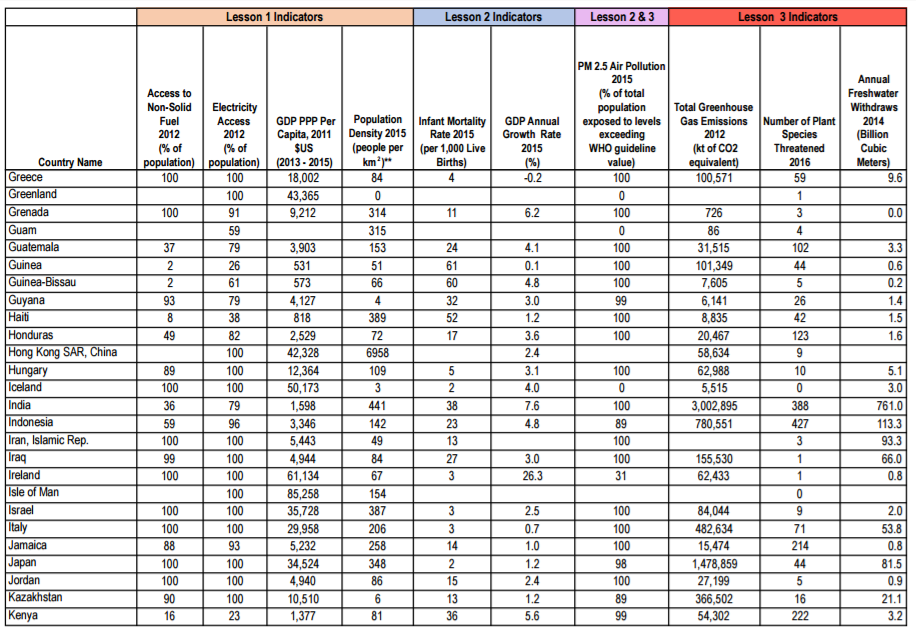 Lesson 1 Indicators Lesson 2 Indicators Lesson 2 & 3 Lesson 3 Indicators
Country Name
Access to
Non-Solid
Fuel
2012
(% of
population)
Electricity
Access
2012
(% of
population)
GDP PPP Per
Capita, 2011
$US
(2013 - 2015)
Population
Density 2015
(people per
km²)**
Infant Mortality
Rate 2015
(per 1,000 Live
Births)
GDP Annual
Growth Rate
2015
(%)
PM 2.5 Air Pollution
2015
(% of total
population
exposed to levels
exceeding
WHO guideline
value)
Total Greenhouse
Gas Emissions
2012
(kt of CO2
equivalent)
Number of Plant
Species
Threatened
2016
Annual
Freshwater
Withdraws
2014
(Billion
Cubic
Meters)
Greece 100 100 18,002 84 4 -0.2 100 100,571 59 9.6
Greenland 100 43,365 0 0 1
Grenada 100 91 9,212 314 11 6.2 100 726 3 0.0
Guam 59 315 0 86 4
Guatemala 37 79 3,903 153 24 4.1 100 31,515 102 3.3
Guinea 2 26 531 51 61 0.1 100 101,349 44 0.6
Guinea-Bissau 2 61 573 66 60 4.8 100 7,605 5 0.2
Guyana 93 79 4,127 4 32 3.0 99 6,141 26 1.4
Haiti 8 38 818 389 52 1.2 100 8,835 42 1.5
Honduras 49 82 2,529 72 17 3.6 100 20,467 123 1.6
Hong Kong SAR, China 100 42,328 6958 2.4 58,634 9
Hungary 89 100 12,364 109 5 3.1 100 62,988 10 5.1
Iceland 100 100 50,173 3 2 4.0 0 5,515 0 3.0
India 36 79 1,598 441 38 7.6 100 3,002,895 388 761.0
Indonesia 59 96 3,346 142 23 4.8 89 780,551 427 113.3
Iran, Islamic Rep. 100 100 5,443 49 13 100 3 93.3
Iraq 99 100 4,944 84 27 3.0 100 155,530 1 66.0
Ireland 100 100 61,134 67 3 26.3 31 62,433 1 0.8
Isle of Man 100 85,258 154 0
Israel 100 100 35,728 387 3 2.5 100 84,044 9 2.0
Italy 100 100 29,958 206 3 0.7 100 482,634 71 53.8
Jamaica 88 93 5,232 258 14 1.0 100 15,474 214 0.8
Japan 100 100 34,524 348 2 1.2 98 1,478,859 44 81.5
Jordan 100 100 4,940 86 15 2.4 100 27,199 5 0.9
Kazakhstan 90 100 10,510 6 13 1.2 89 366,502 16 21.1
Kenya 16 23 1,377 81 36 5.6 99 54,302 222 3.2